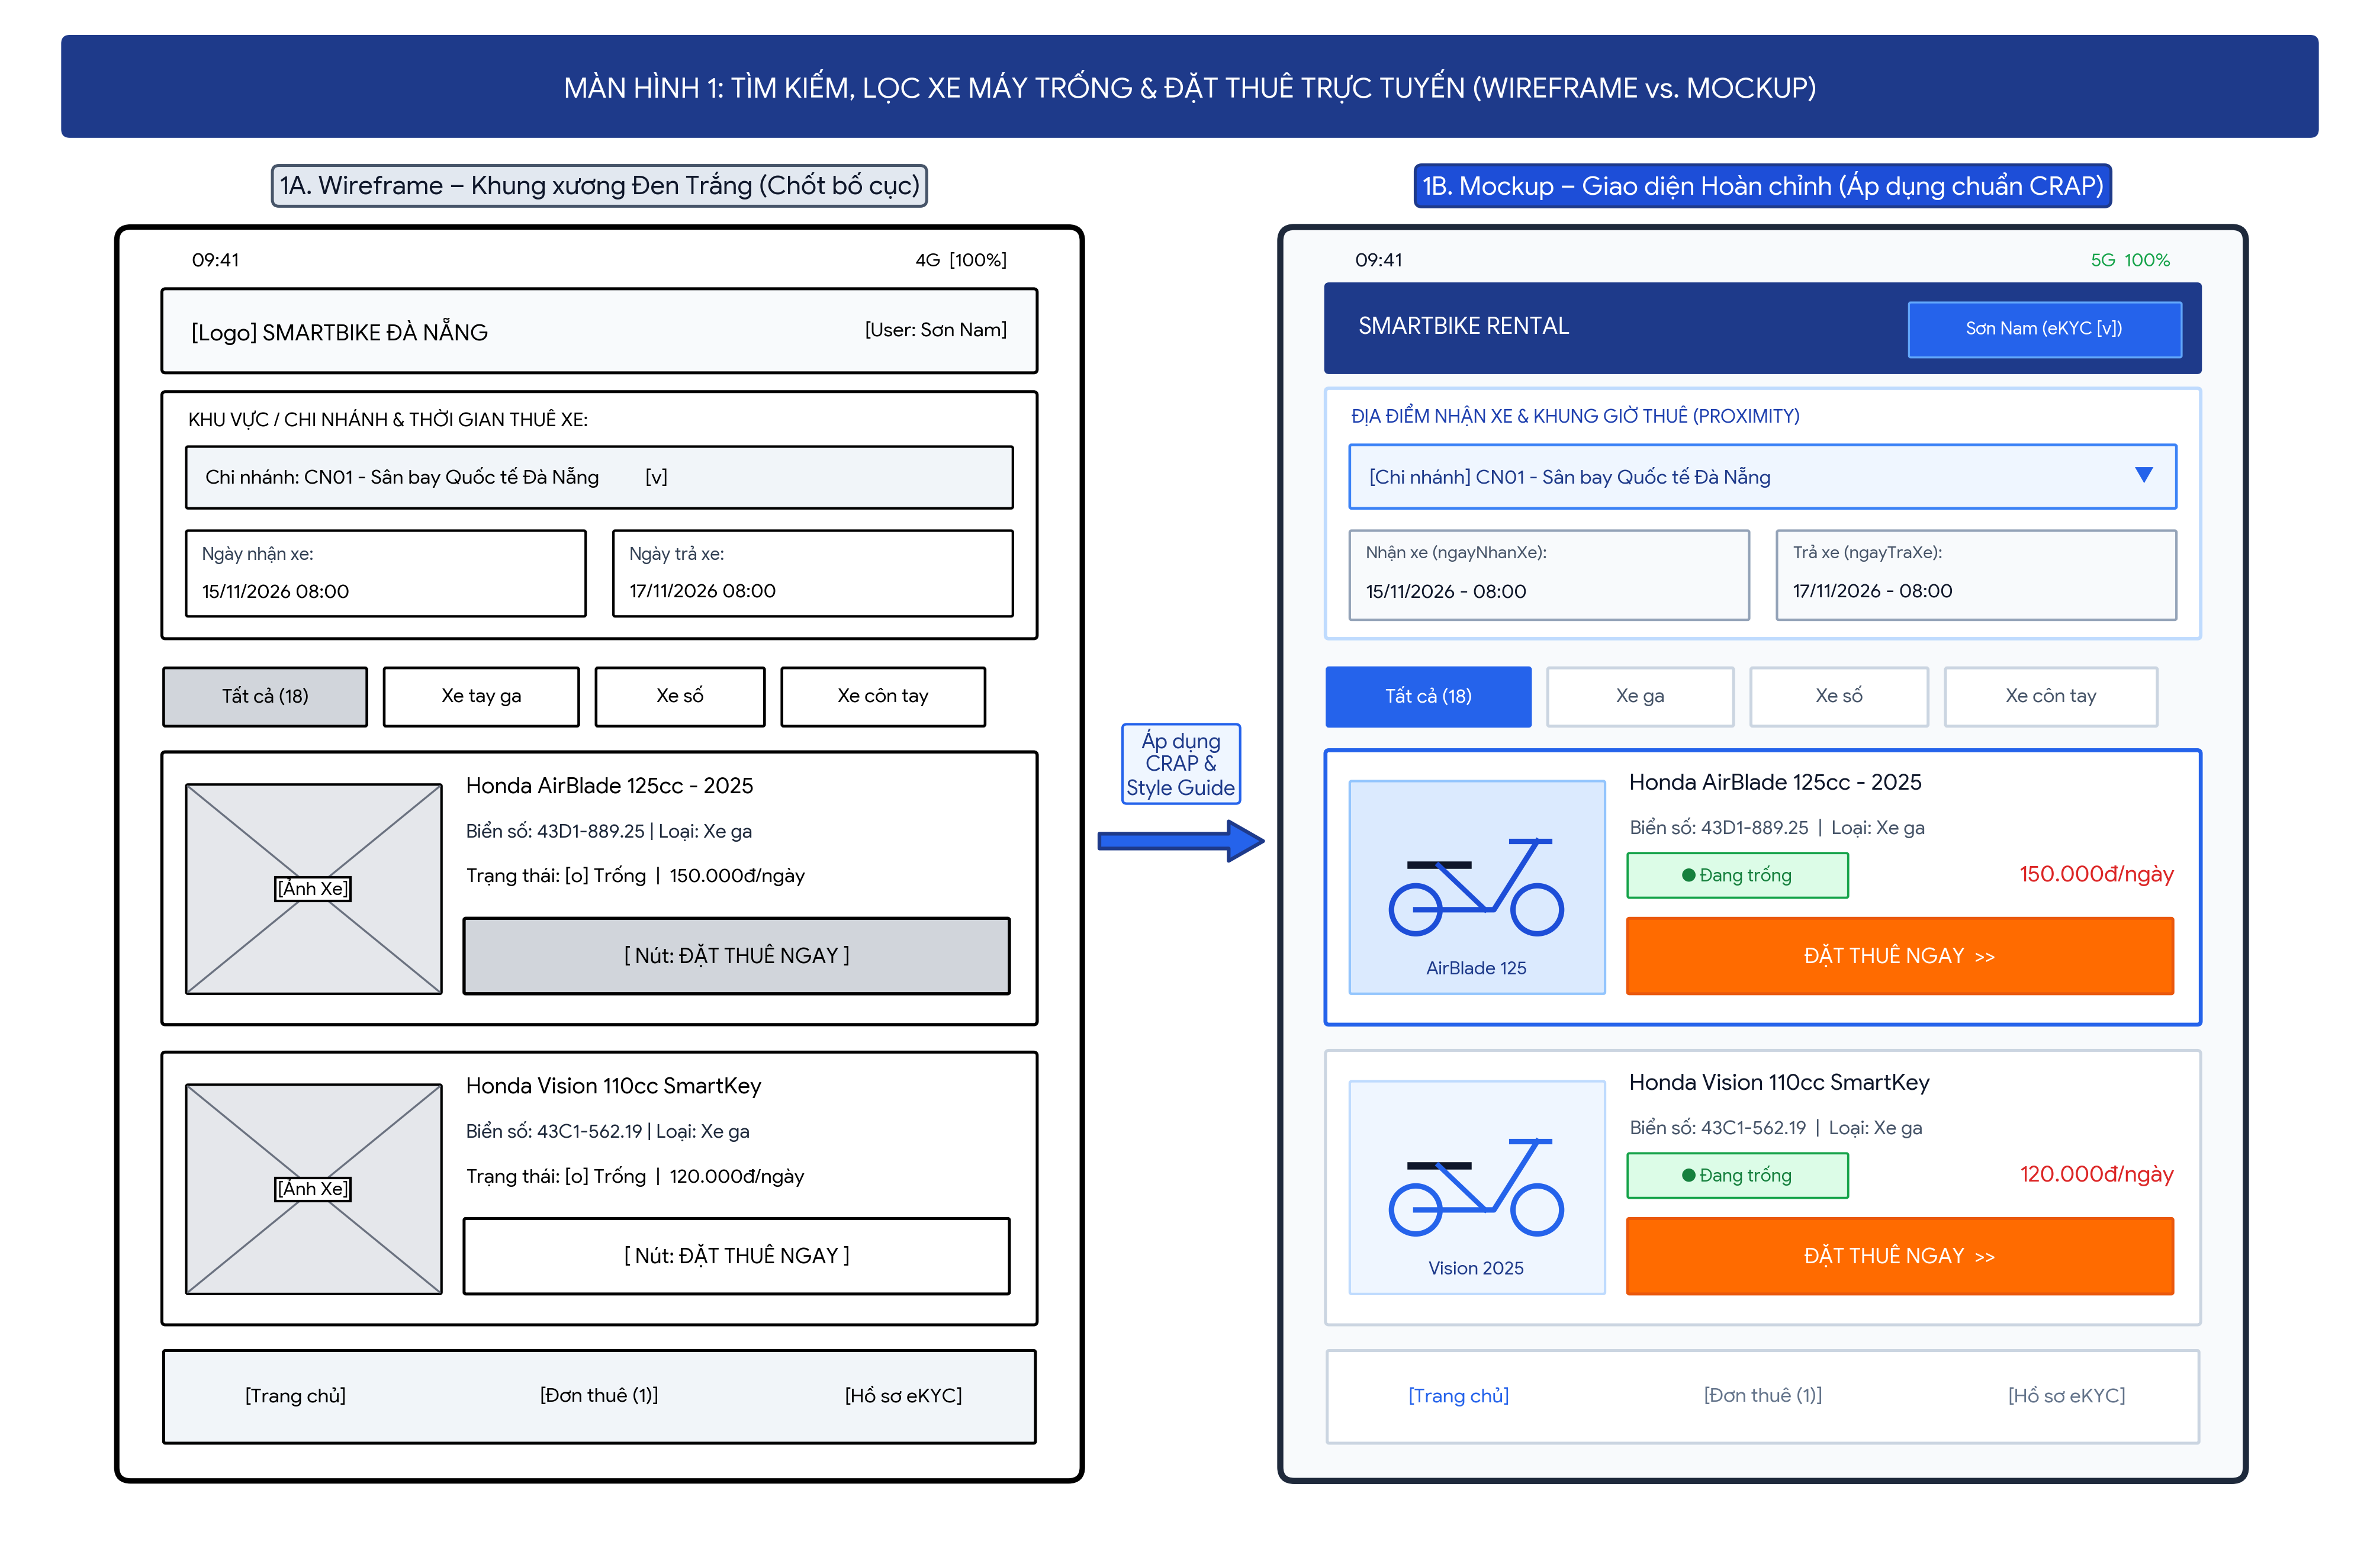 MÀN HÌNH 1: TÌM KIẾM, LỌC XE MÁY TRỐNG & ĐẶT THUÊ TRỰC TUYẾN (WIREFRAME vs. MOCKUP)
1A. Wireframe – Khung xương Đen Trắng (Chốt bố cục)
09:41
4G [100%]
[Logo] SMARTBIKE ĐÀ NẴNG
[User: Sơn Nam]
KHU VỰC / CHI NHÁNH & THỜI GIAN THUÊ XE:
Chi nhánh: CN01 - Sân bay Quốc tế Đà Nẵng [v]
Ngày nhận xe:
15/11/2026 08:00
Ngày trả xe:
17/11/2026 08:00
Tất cả (18)
Xe tay ga
Xe số
Xe côn tay
[Ảnh Xe]
Honda AirBlade 125cc - 2025
Biển số: 43D1-889.25 | Loại: Xe ga
Trạng thái: [o] Trống | 150.000đ/ngày
[ Nút: ĐẶT THUÊ NGAY ]
[Ảnh Xe]
Honda Vision 110cc SmartKey
Biển số: 43C1-562.19 | Loại: Xe ga
Trạng thái: [o] Trống | 120.000đ/ngày
[ Nút: ĐẶT THUÊ NGAY ]
[Trang chủ]
[Đơn thuê (1)]
[Hồ sơ eKYC]
Áp dụng
CRAP &
Style Guide
1B. Mockup – Giao diện Hoàn chỉnh (Áp dụng chuẩn CRAP)
09:41
5G 100%
SMARTBIKE RENTAL
Sơn Nam (eKYC [v])
ĐỊA ĐIỂM NHẬN XE & KHUNG GIỜ THUÊ (PROXIMITY)
[Chi nhánh] CN01 - Sân bay Quốc tế Đà Nẵng ▼
Nhận xe (ngayNhanXe):
15/11/2026 - 08:00
Trả xe (ngayTraXe):
17/11/2026 - 08:00
Tất cả (18)
Xe ga
Xe số
Xe côn tay
AirBlade 125
Honda AirBlade 125cc - 2025
Biển số: 43D1-889.25 | Loại: Xe ga
● Đang trống
150.000đ/ngày
ĐẶT THUÊ NGAY >>
Vision 2025
Honda Vision 110cc SmartKey
Biển số: 43C1-562.19 | Loại: Xe ga
● Đang trống
120.000đ/ngày
ĐẶT THUÊ NGAY >>
[Trang chủ]
[Đơn thuê (1)]
[Hồ sơ eKYC]